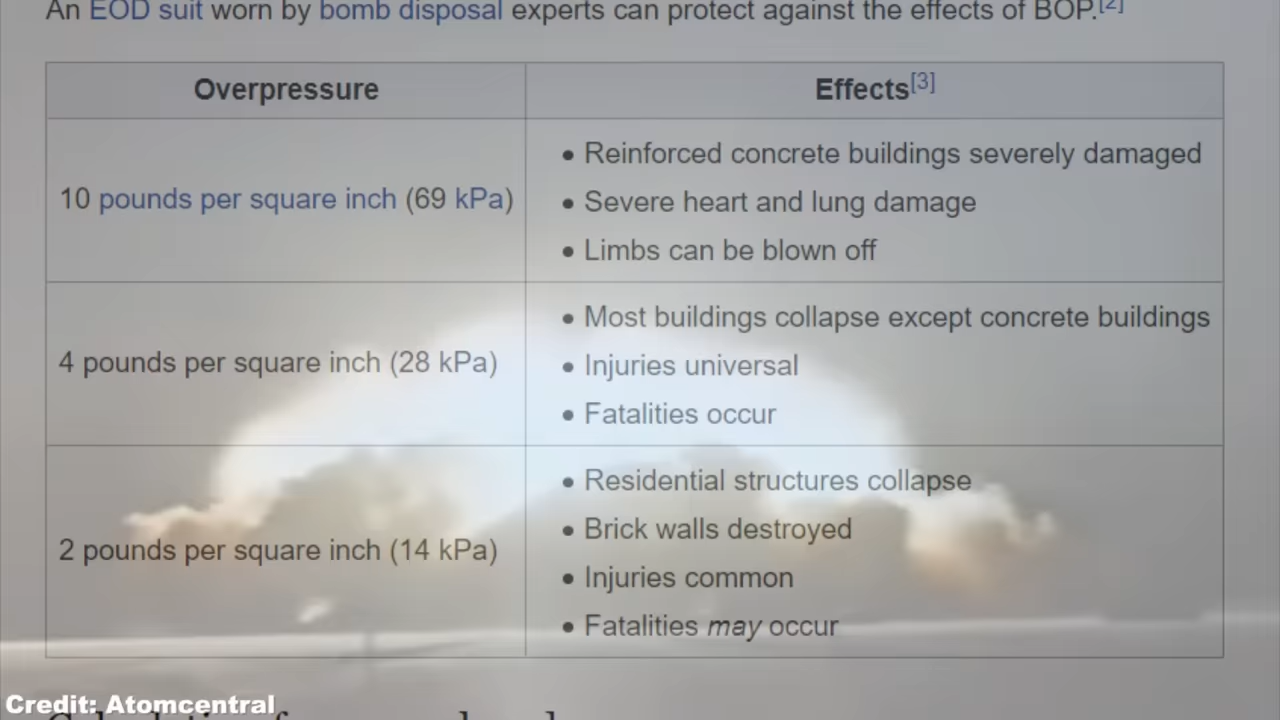 An EOD suit worn by bomb disposal experts can protect against the effects of BOP.[2]
Overpressure
Effects[3]
10 pounds per square inch (69 kPa)
• Reinforced concrete buildings severely damaged
• Severe heart and lung damage
• Limbs can be blown off
4 pounds per square inch (28 kPa)
• Most buildings collapse except concrete buildings
• Injuries universal
• Fatalities occur
2 pounds per square inch (14 kPa)
• Residential structures collapse
• Brick walls destroyed
• Injuries common
• Fatalities may occur
Credit: Atomcentral